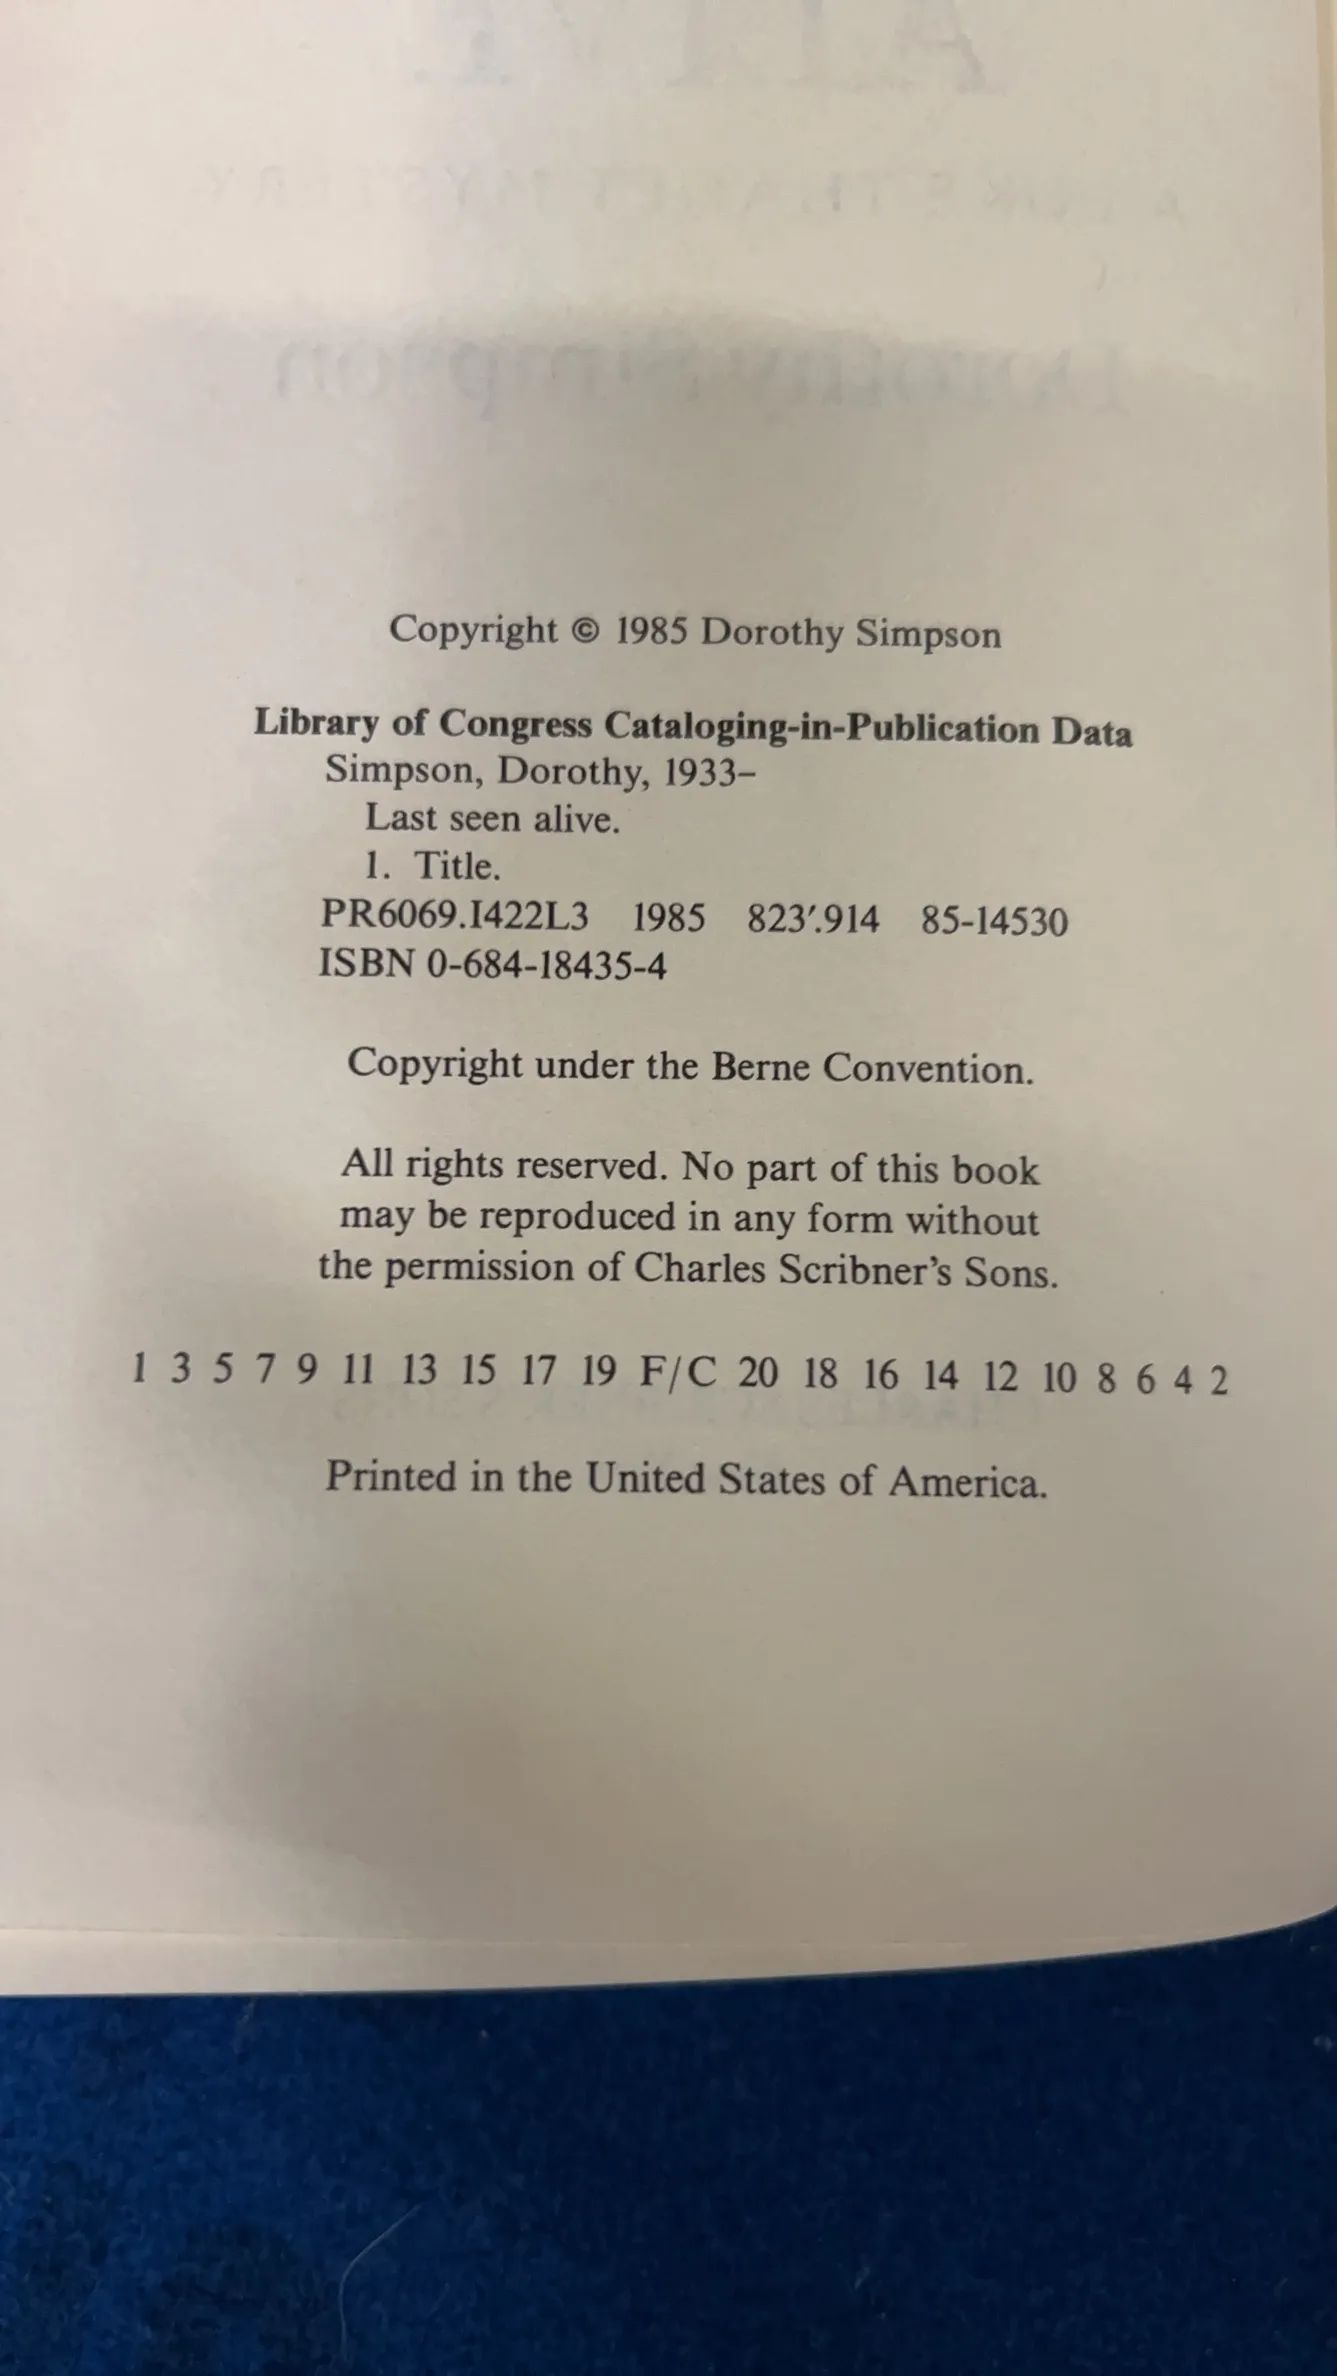 Copyright © 1985 Dorothy Simpson
Library of Congress Cataloging-in-Publication Data
Simpson, Dorothy, 1933–
Last seen alive.
1. Title.
PR6069.I422L3 1985 823′.914 85-14530
ISBN 0-684-18435-4
Copyright under the Berne Convention.
All rights reserved. No part of this book
may be reproduced in any form without
the permission of Charles Scribner's Sons.
1 3 5 7 9 11 13 15 17 19 F/C 20 18 16 14 12 10 8 6 4 2
Printed in the United States of America.